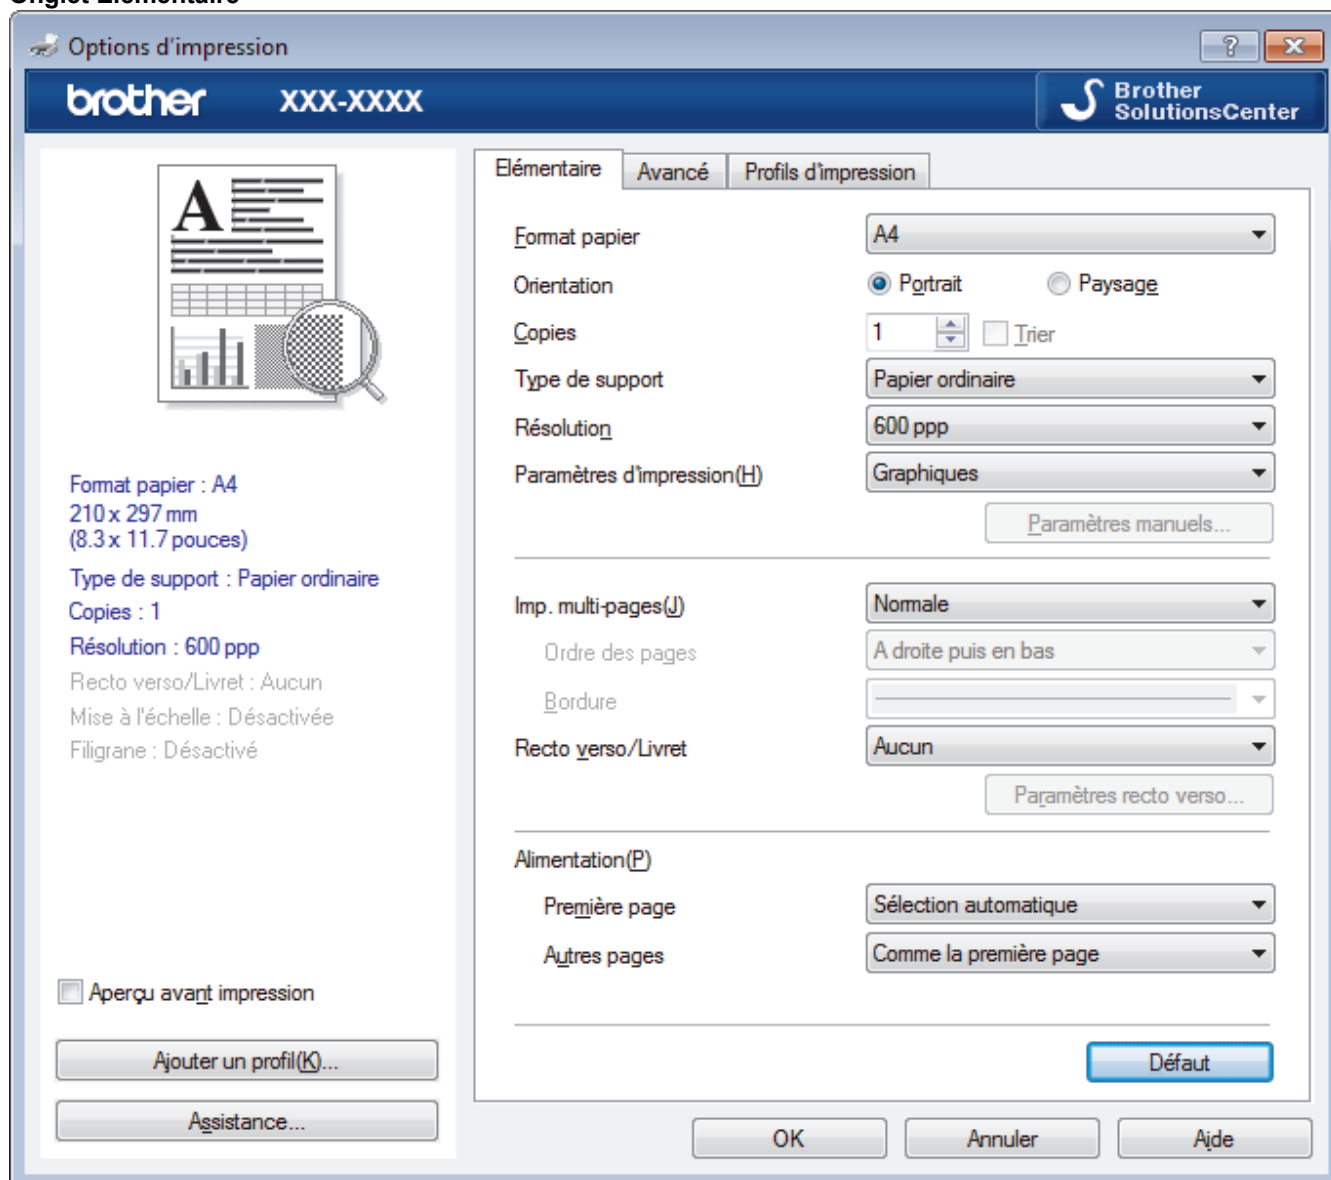 Onglet Elémentaire
Options d'impression
brother XXX-XXXX
Brother
SolutionsCenter
A
Format papier : A4
210 x 297 mm
(8.3 x 11.7 pouces)
Type de support : Papier ordinaire
Copies : 1
Résolution : 600 ppp
Recto verso/Livret : Aucun
Mise à l'échelle : Désactivée
Filigrane : Désactivé
Aperçu avant impression
Ajouter un profil(K)...
Assistance...
Elémentaire Avancé Profils d'impression
Format papier A4
Orientation Portrait Paysage
Copies 1 Trier
Type de support Papier ordinaire
Résolution 600 ppp
Paramètres d'impression(H) Graphiques
Paramètres manuels...
Imp. multi-pages(J) Normale
Ordre des pages A droite puis en bas
Bordure
Recto verso/Livret Aucun
Paramètres recto verso...
Alimentation(P)
Première page Sélection automatique
Autres pages Comme la première page
Défaut
OK Annuler Aide